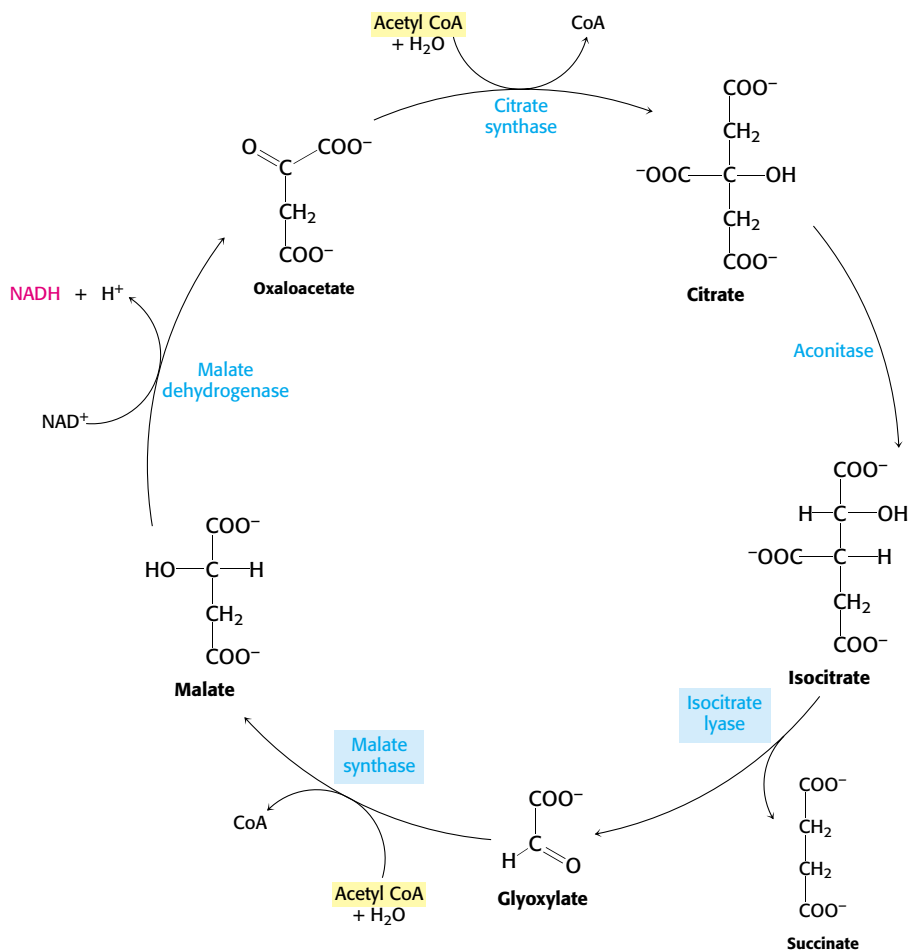 Acetyl CoA
+ H₂O
CoA
Citrate
synthase
O
C
COO⁻
CH₂
COO⁻
Oxaloacetate
COO⁻
CH₂
⁻OOC—C—OH
CH₂
COO⁻
Citrate
Aconitase
NADH + H⁺
Malate
dehydrogenase
NAD⁺
COO⁻
H—C—OH
⁻OOC—C—H
CH₂
COO⁻
Isocitrate
COO⁻
HO—C—H
CH₂
COO⁻
Malate
Isocitrate
lyase
Malate
synthase
CoA
Acetyl CoA
+ H₂O
COO⁻
C
H
O
Glyoxylate
COO⁻
CH₂
CH₂
COO⁻
Succinate